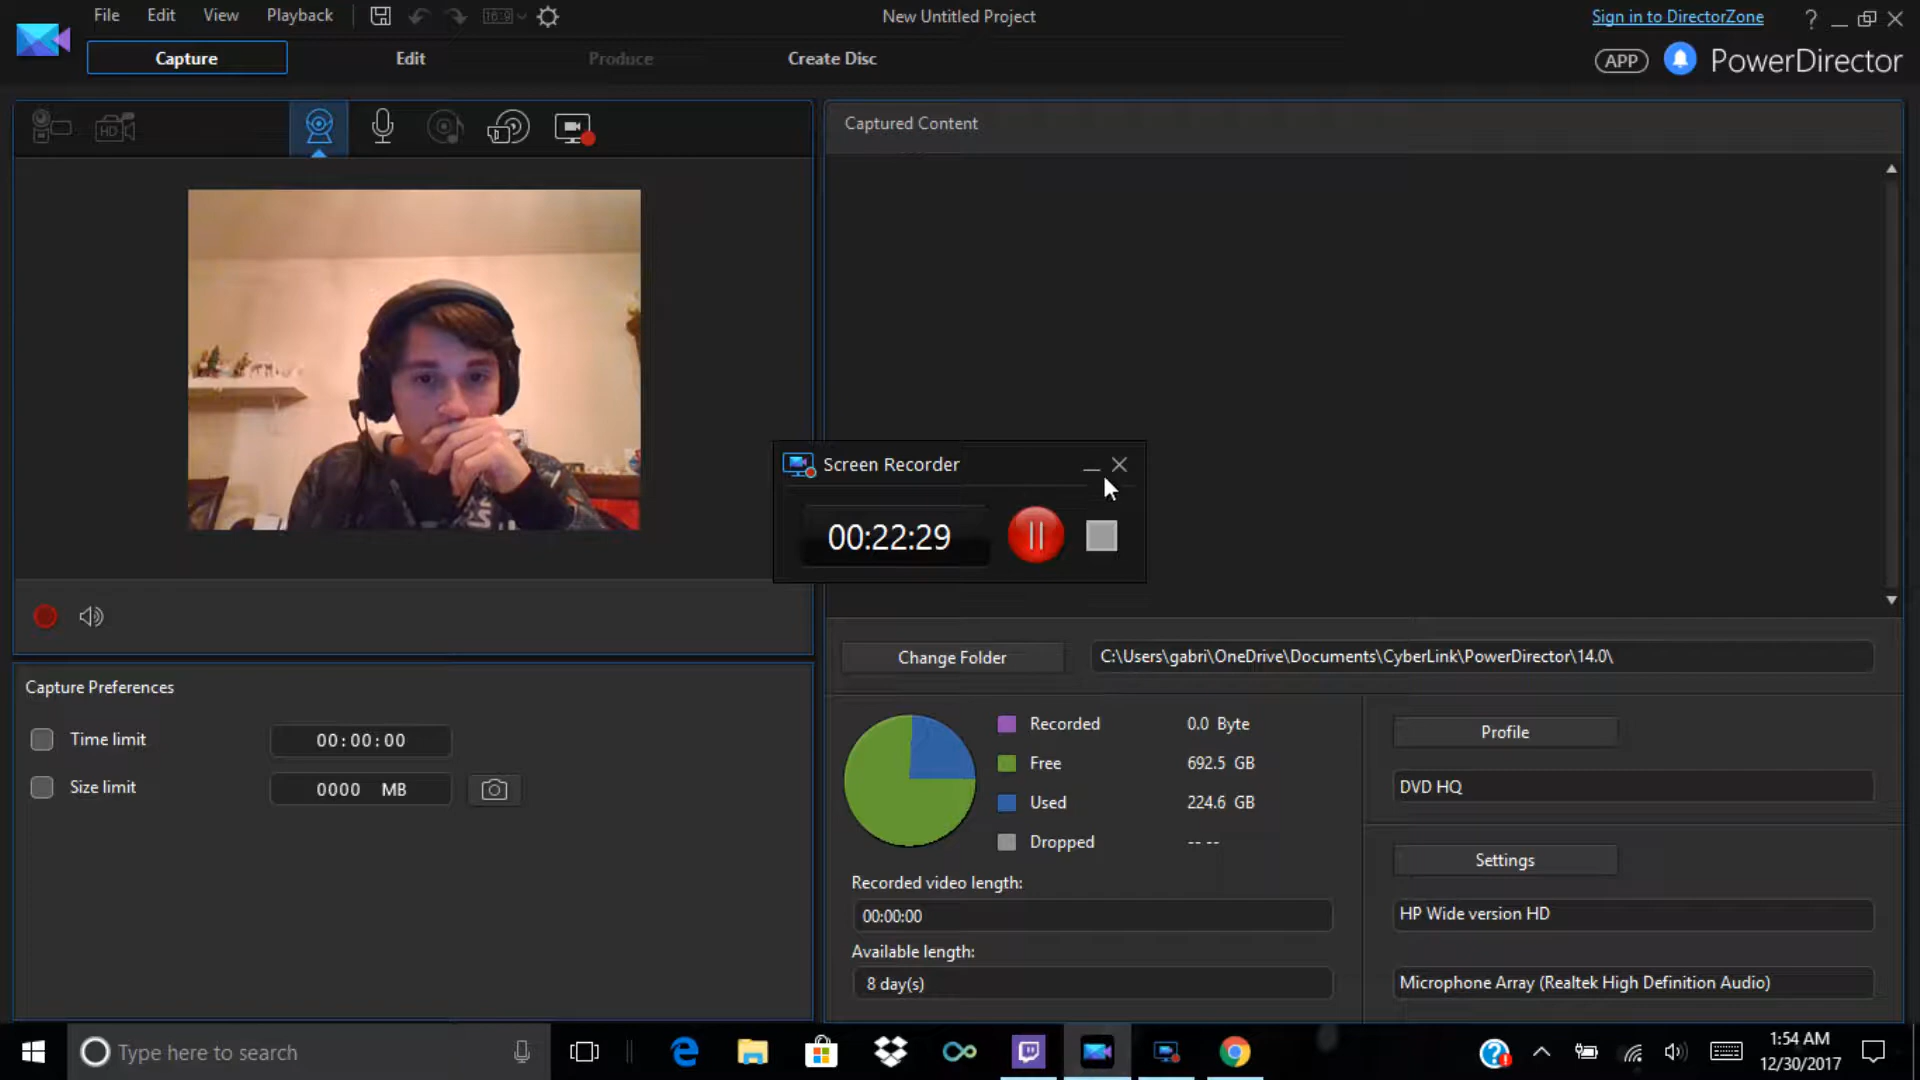 File Edit View Playback 16:9 New Untitled Project Sign in to DirectorZone ?
Capture Edit Produce Create Disc APP PowerDirector
HD
Captured Content
Screen Recorder
00:22:29
Change Folder C:\Users\gabri\OneDrive\Documents\CyberLink\PowerDirector\14.0\
Capture Preferences
Time limit 00:00:00
Size limit 0000 MB
Recorded 0.0 Byte
Free 692.5 GB
Used 224.6 GB
Dropped -- --
Recorded video length:
00:00:00
Available length:
8 day(s)
Profile
DVD HQ
Settings
HP Wide version HD
Microphone Array (Realtek High Definition Audio)
Type here to search
1:54 AM
12/30/2017